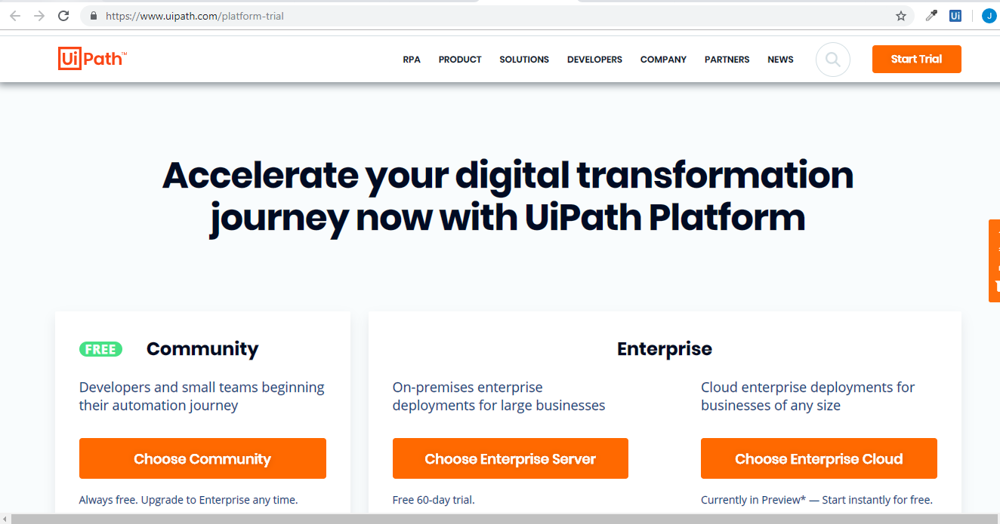 https://www.uipath.com/platform-trial
Ui
J
UiPath™
RPA PRODUCT SOLUTIONS DEVELOPERS COMPANY PARTNERS NEWS
Start Trial
Accelerate your digital transformation
journey now with UiPath Platform
FREE Community
Developers and small teams beginning
their automation journey
Choose Community
Always free. Upgrade to Enterprise any time.
Enterprise
On-premises enterprise
deployments for large businesses
Choose Enterprise Server
Free 60-day trial.
Cloud enterprise deployments for
businesses of any size
Choose Enterprise Cloud
Currently in Preview* — Start instantly for free.